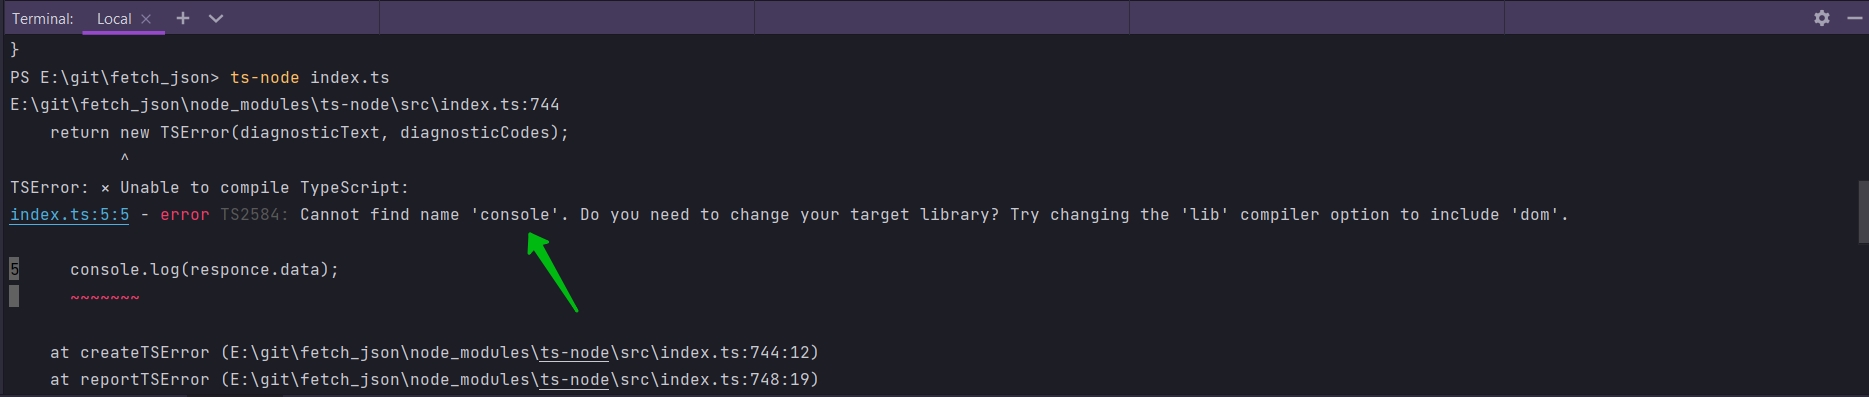 Terminal: Local × + 
}
PS E:\git\fetch_json> ts-node index.ts
E:\git\fetch_json\node_modules\ts-node\src\index.ts:744
    return new TSError(diagnosticText, diagnosticCodes);
           ^
TSError: × Unable to compile TypeScript:
index.ts:5:5 - error TS2584: Cannot find name 'console'. Do you need to change your target library? Try changing the 'lib' compiler option to include 'dom'.
5     console.log(responce.data);
      ~~~~~~~
    at createTSError (E:\git\fetch_json\node_modules\ts-node\src\index.ts:744:12)
    at reportTSError (E:\git\fetch_json\node_modules\ts-node\src\index.ts:748:19)